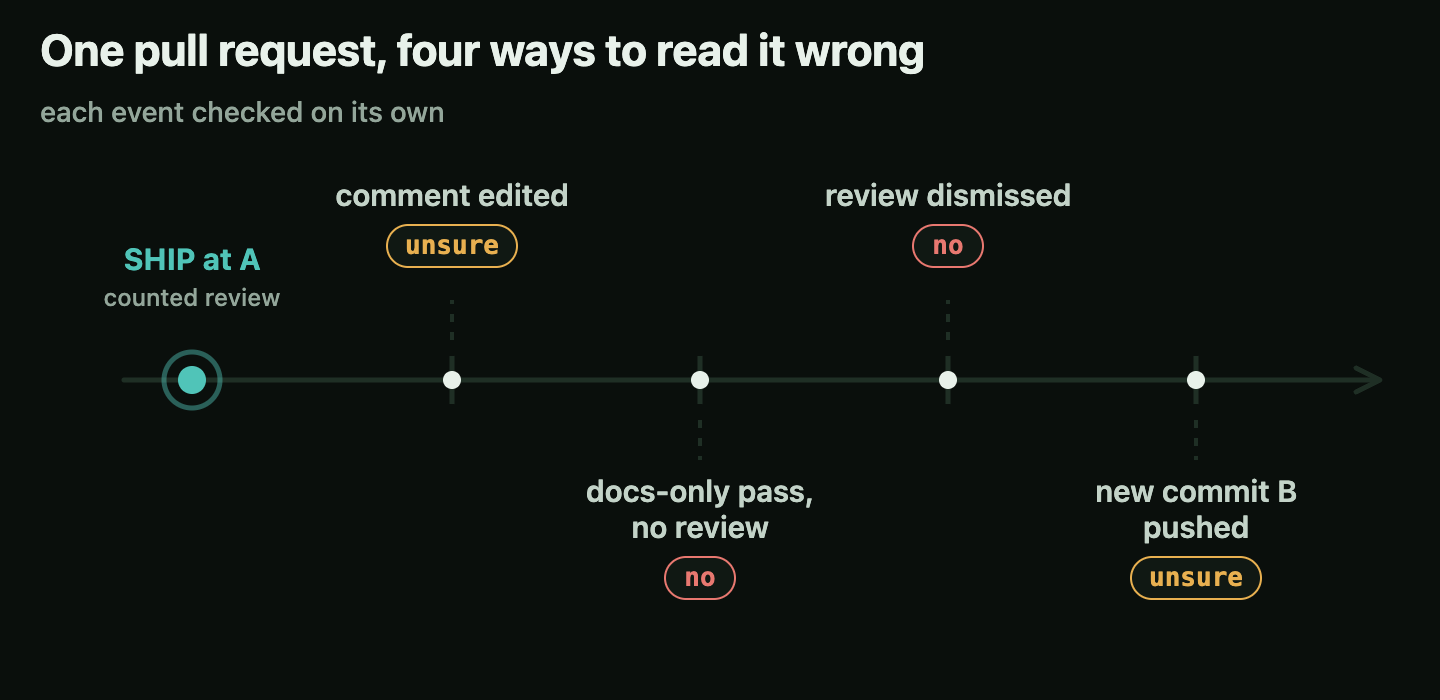 One pull request, four ways to read it wrong
each event checked on its own
SHIP at A
counted review
comment edited
unsure
docs-only pass,
no review
no
review dismissed
no
new commit B
pushed
unsure